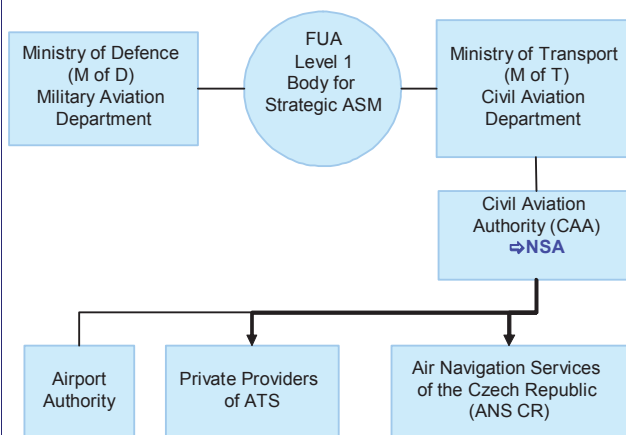 Ministry of Defence
(M of D)
Military Aviation
Department
FUA
Level 1
Body for
Strategic ASM
Ministry of Transport
(M of T)
Civil Aviation
Department
Civil Aviation
Authority (CAA)
⇨NSA
Airport
Authority
Private Providers
of ATS
Air Navigation Services
of the Czech Republic
(ANS CR)